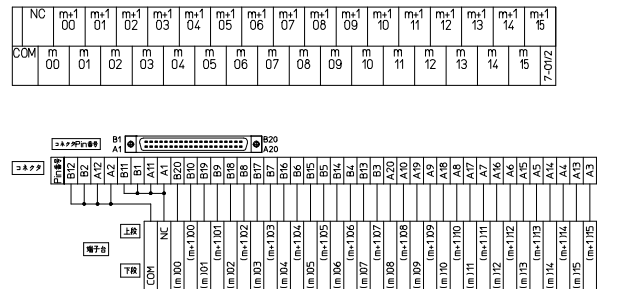 NC m+1 00 m+1 01 m+1 02 m+1 03 m+1 04 m+1 05 m+1 06 m+1 07 m+1 08 m+1 09 m+1 10 m+1 11 m+1 12 m+1 13 m+1 14 m+1 15
COM m 00 m 01 m 02 m 03 m 04 m 05 m 06 m 07 m 08 m 09 m 10 m 11 m 12 m 13 m 14 m 15 7-01/2
コネクタPin番号 B1 B20
A1 A20
コネクタ Pin番号 B12 B2 A12 A2 B11 B1 A11 A1 B20 B10 B19 B9 B18 B8 B17 B7 B16 B6 B15 B5 B14 B4 B13 B3 A20 A10 A19 A9 A18 A8 A17 A7 A16 A6 A15 A5 A14 A4 A13 A3
上段 NC (m+1)00 (m+1)01 (m+1)02 (m+1)03 (m+1)04 (m+1)05 (m+1)06 (m+1)07 (m+1)08 (m+1)09 (m+1)10 (m+1)11 (m+1)12 (m+1)13 (m+1)14 (m+1)15
端子台
下段 COM (m)00 (m)01 (m)02 (m)03 (m)04 (m)05 (m)06 (m)07 (m)08 (m)09 (m)10 (m)11 (m)12 (m)13 (m)14 (m)15